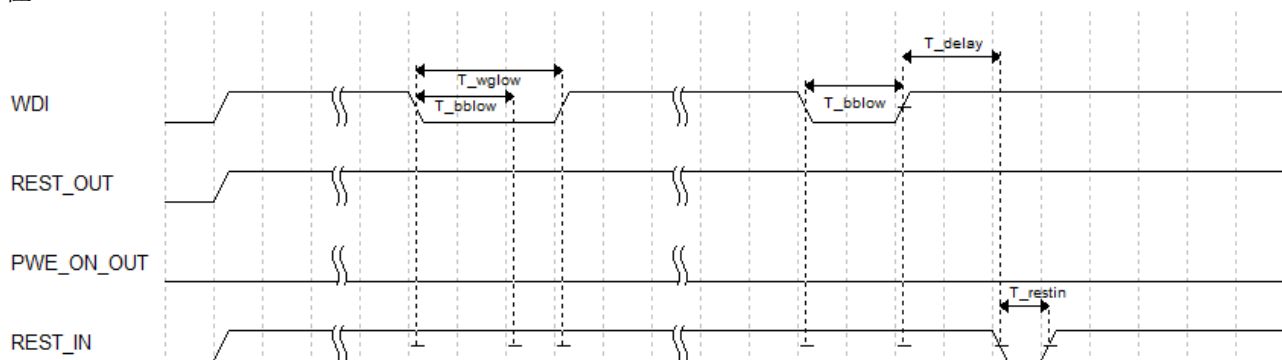 WDI
T_wglow
T_bblow
T_bblow
T_delay
REST_OUT
PWE_ON_OUT
T_restin
REST_IN